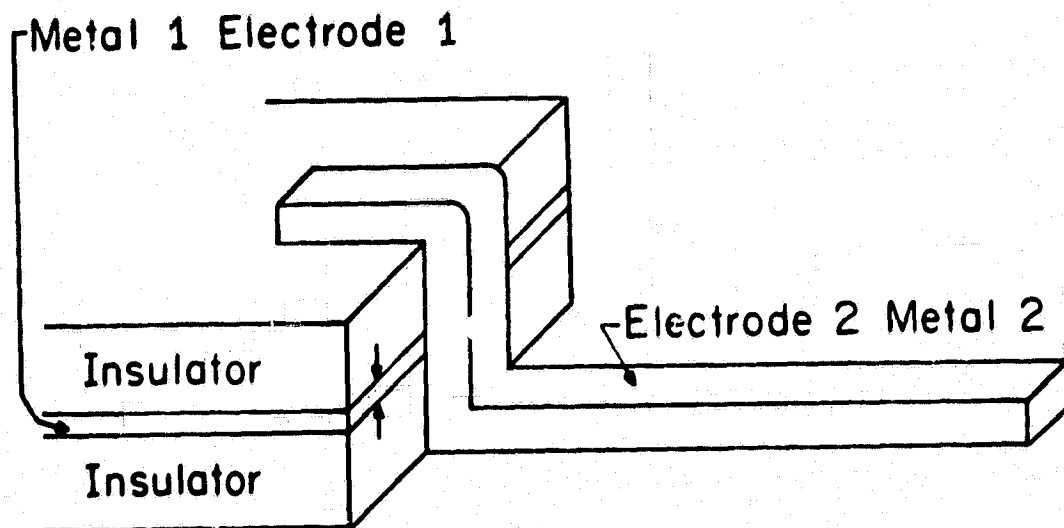 Metal 1 Electrode 1
Electrode 2 Metal 2
Insulator
Insulator